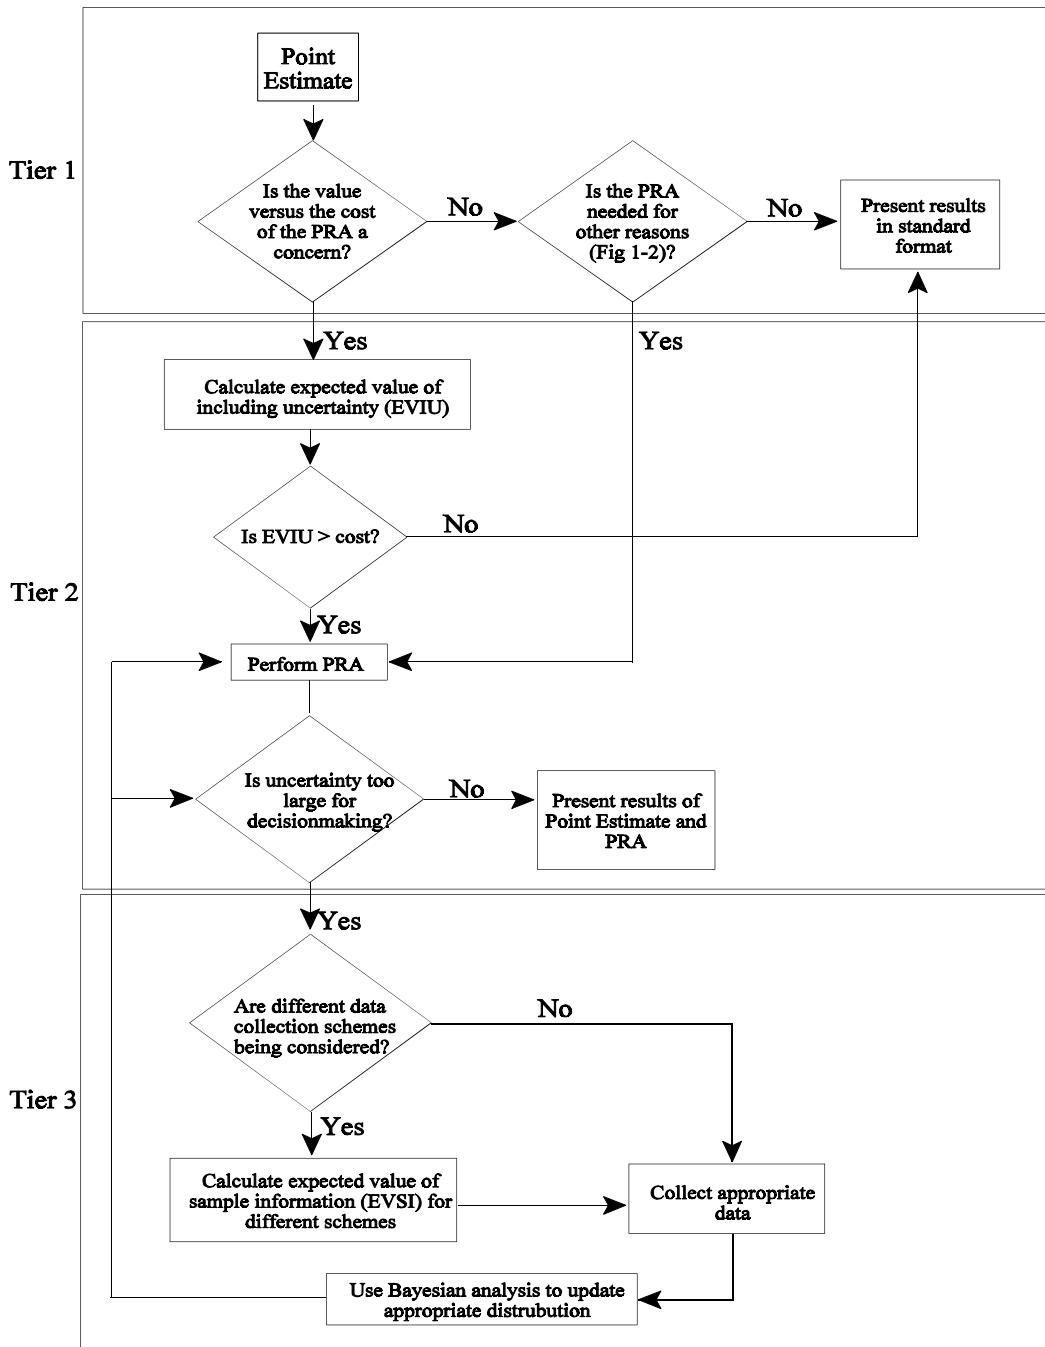 Point
Estimate
Tier 1
Is the value
versus the cost
of the PRA a
concern?
No
Is the PRA
needed for
other reasons
(Fig 1-2)?
No
Present results
in standard
format
Yes
Yes
Calculate expected value of
including uncertainty (EVIU)
Is EVIU > cost?
No
Tier 2
Yes
Perform PRA
Is uncertainty too
large for
decisionmaking?
No
Present results of
Point Estimate and
PRA
Yes
Are different data
collection schemes
being considered?
No
Tier 3
Yes
Calculate expected value of
sample information (EVSI) for
different schemes
Collect appropriate
data
Use Bayesian analysis to update
appropriate distrubution